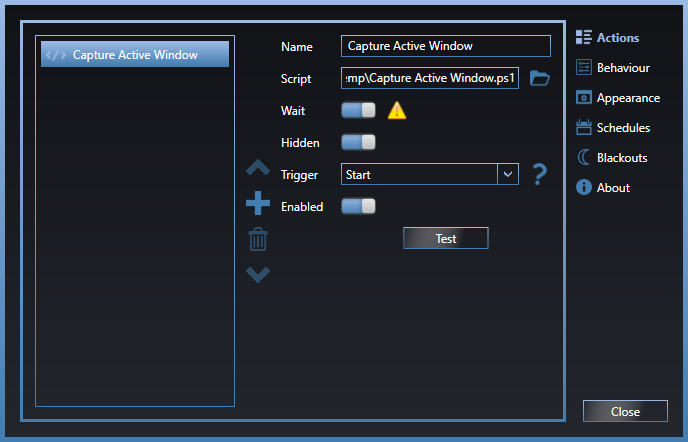 Capture Active Window
Name
Capture Active Window
Script
:mp\Capture Active Window.ps1
Wait
Hidden
Trigger
Start
Enabled
Test
Actions
Behaviour
Appearance
Schedules
Blackouts
About
Close